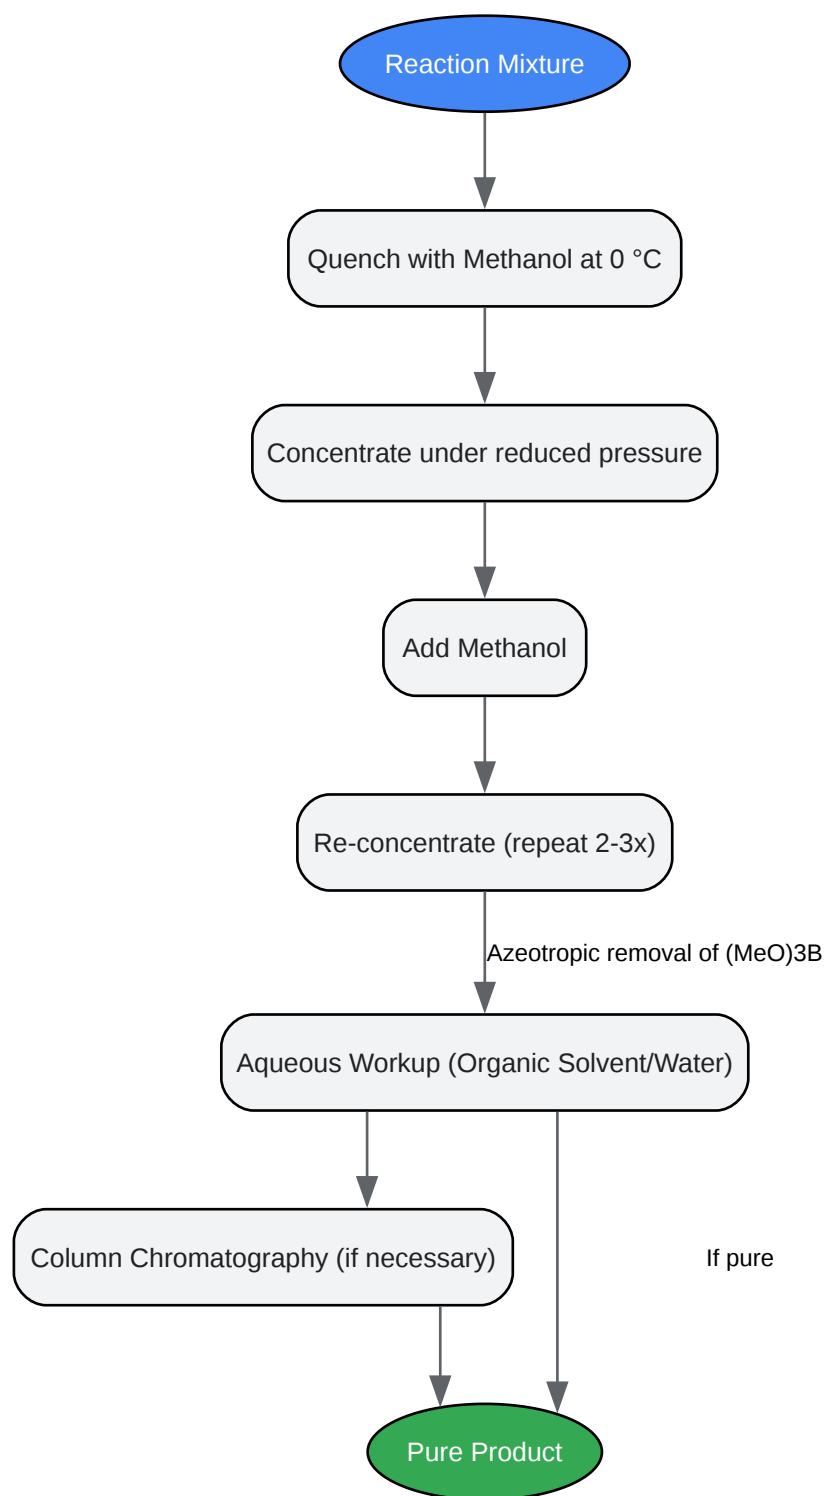 Reaction Mixture
Quench with Methanol at 0 °C
Concentrate under reduced pressure
Add Methanol
Re-concentrate (repeat 2-3x)
Azeotropic removal of (MeO)3B
Aqueous Workup (Organic Solvent/Water)
Column Chromatography (if necessary)
If pure
Pure Product